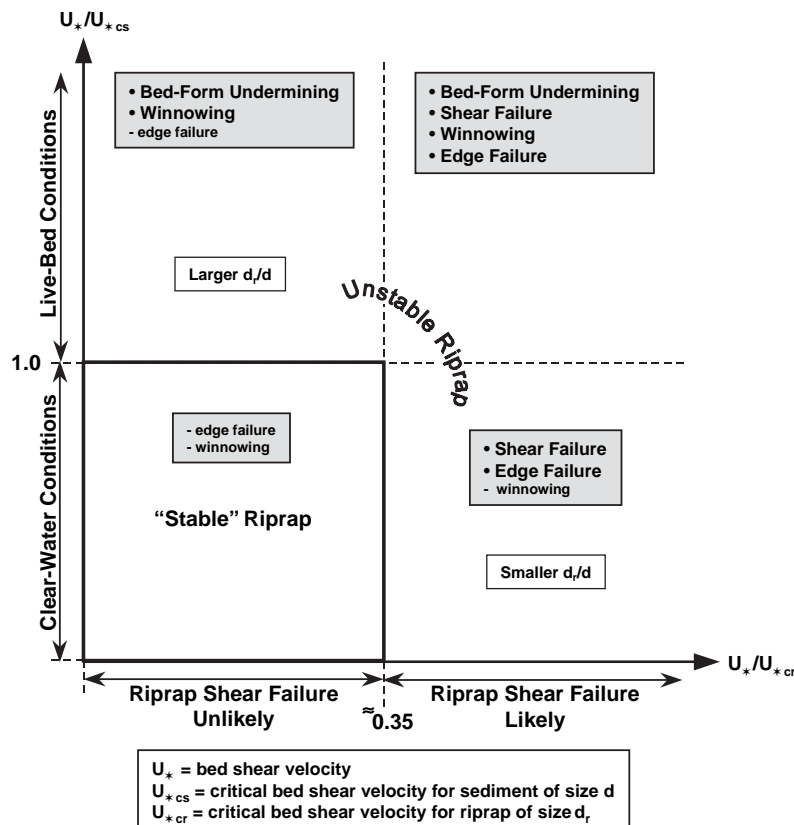 U*/U*cs
• Bed-Form Undermining
• Winnowing
- edge failure
• Bed-Form Undermining
• Shear Failure
• Winnowing
• Edge Failure
Live-Bed Conditions
Larger dr/d
Unstable Riprap
1.0
Clear-Water Conditions
- edge failure
- winnowing
"Stable" Riprap
• Shear Failure
• Edge Failure
- winnowing
Smaller dr/d
U*/U*cr
Riprap Shear Failure
Unlikely
≈0.35
Riprap Shear Failure
Likely
U* = bed shear velocity
U*cs = critical bed shear velocity for sediment of size d
U*cr = critical bed shear velocity for riprap of size dr